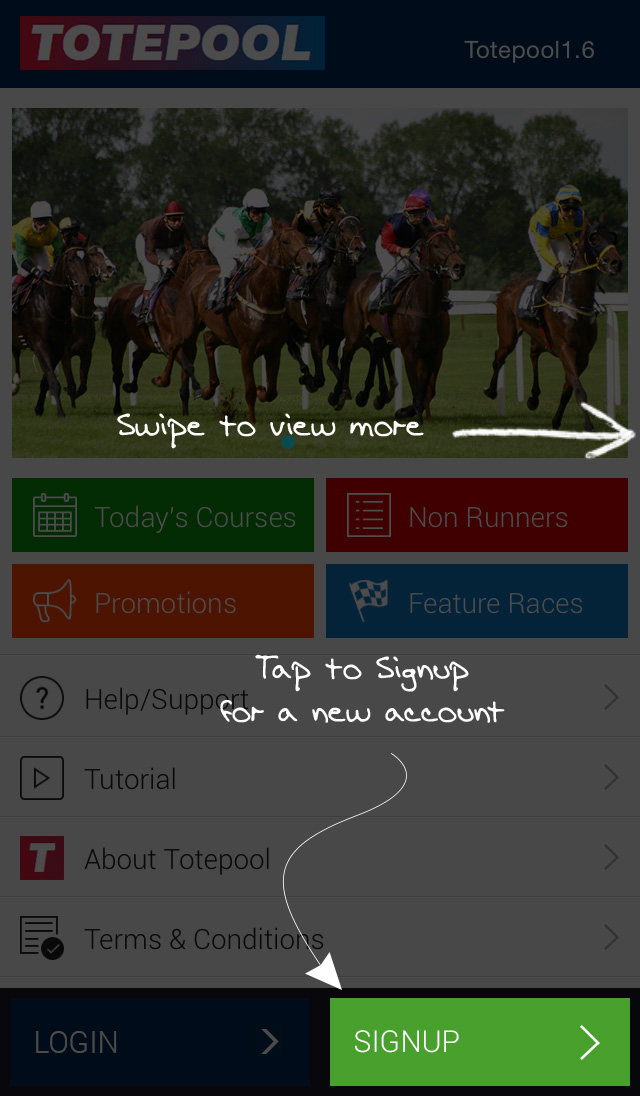 TOTEPOOL
Totepool1.6
Swipe to view more
Today's Courses
Non Runners
Promotions
Feature Races
Tap to Signup
for a new account
? Help/Support
Tutorial
T About Totepool
Terms & Conditions
LOGIN
SIGNUP